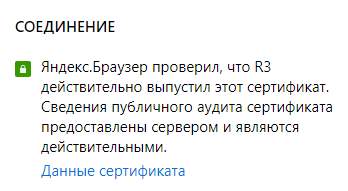 СОЕДИНЕНИЕ
Яндекс.Браузер проверил, что R3
действительно выпустил этот сертификат.
Сведения публичного аудита сертификата
предоставлены сервером и являются
действительными.
Данные сертификата